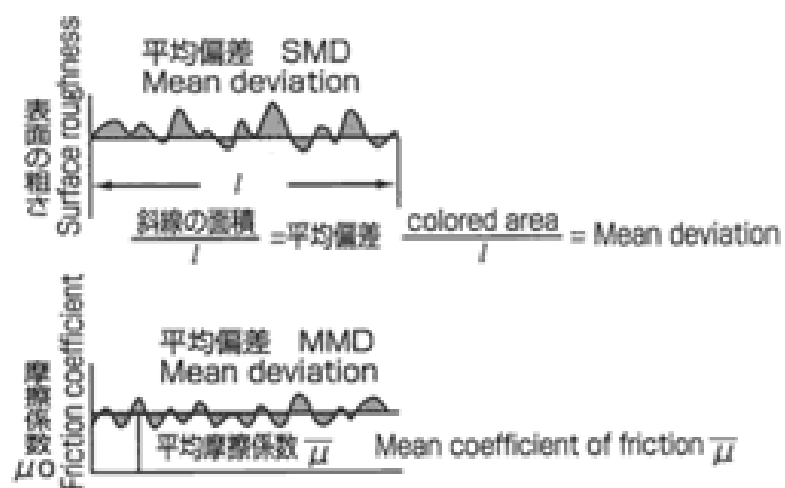 平均偏差 SMD
Mean deviation
表面の粗さ
Surface roughness
l
斜線の面積
l
=平均偏差
colored area
l
= Mean deviation
平均偏差 MMD
Mean deviation
摩擦係数
μ
0
Friction coefficient
平均摩擦係数 μ̅
Mean coefficient of friction μ̅